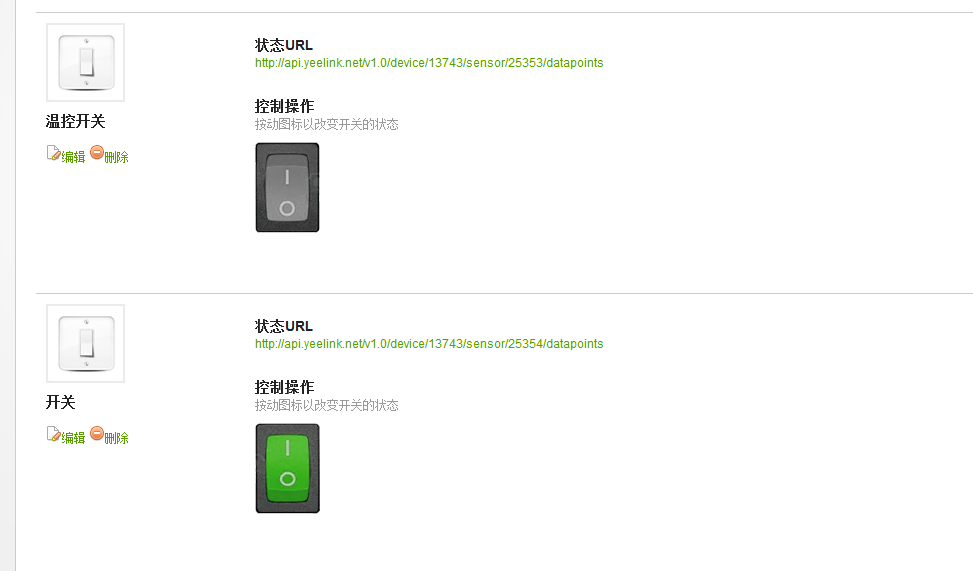 状态URL
http://api.yeelink.net/v1.0/device/13743/sensor/25353/datapoints
控制操作
按动图标以改变开关的状态
温控开关
编辑 删除
状态URL
http://api.yeelink.net/v1.0/device/13743/sensor/25354/datapoints
控制操作
按动图标以改变开关的状态
开关
编辑 删除